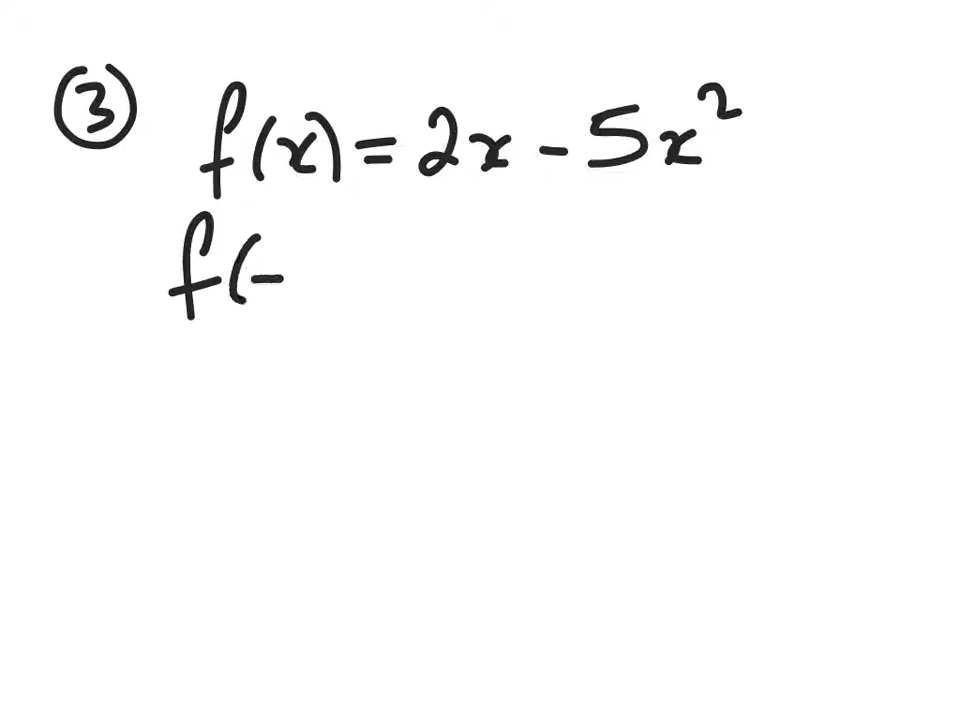 ③ f(x) = 2x - 5x²
f(-